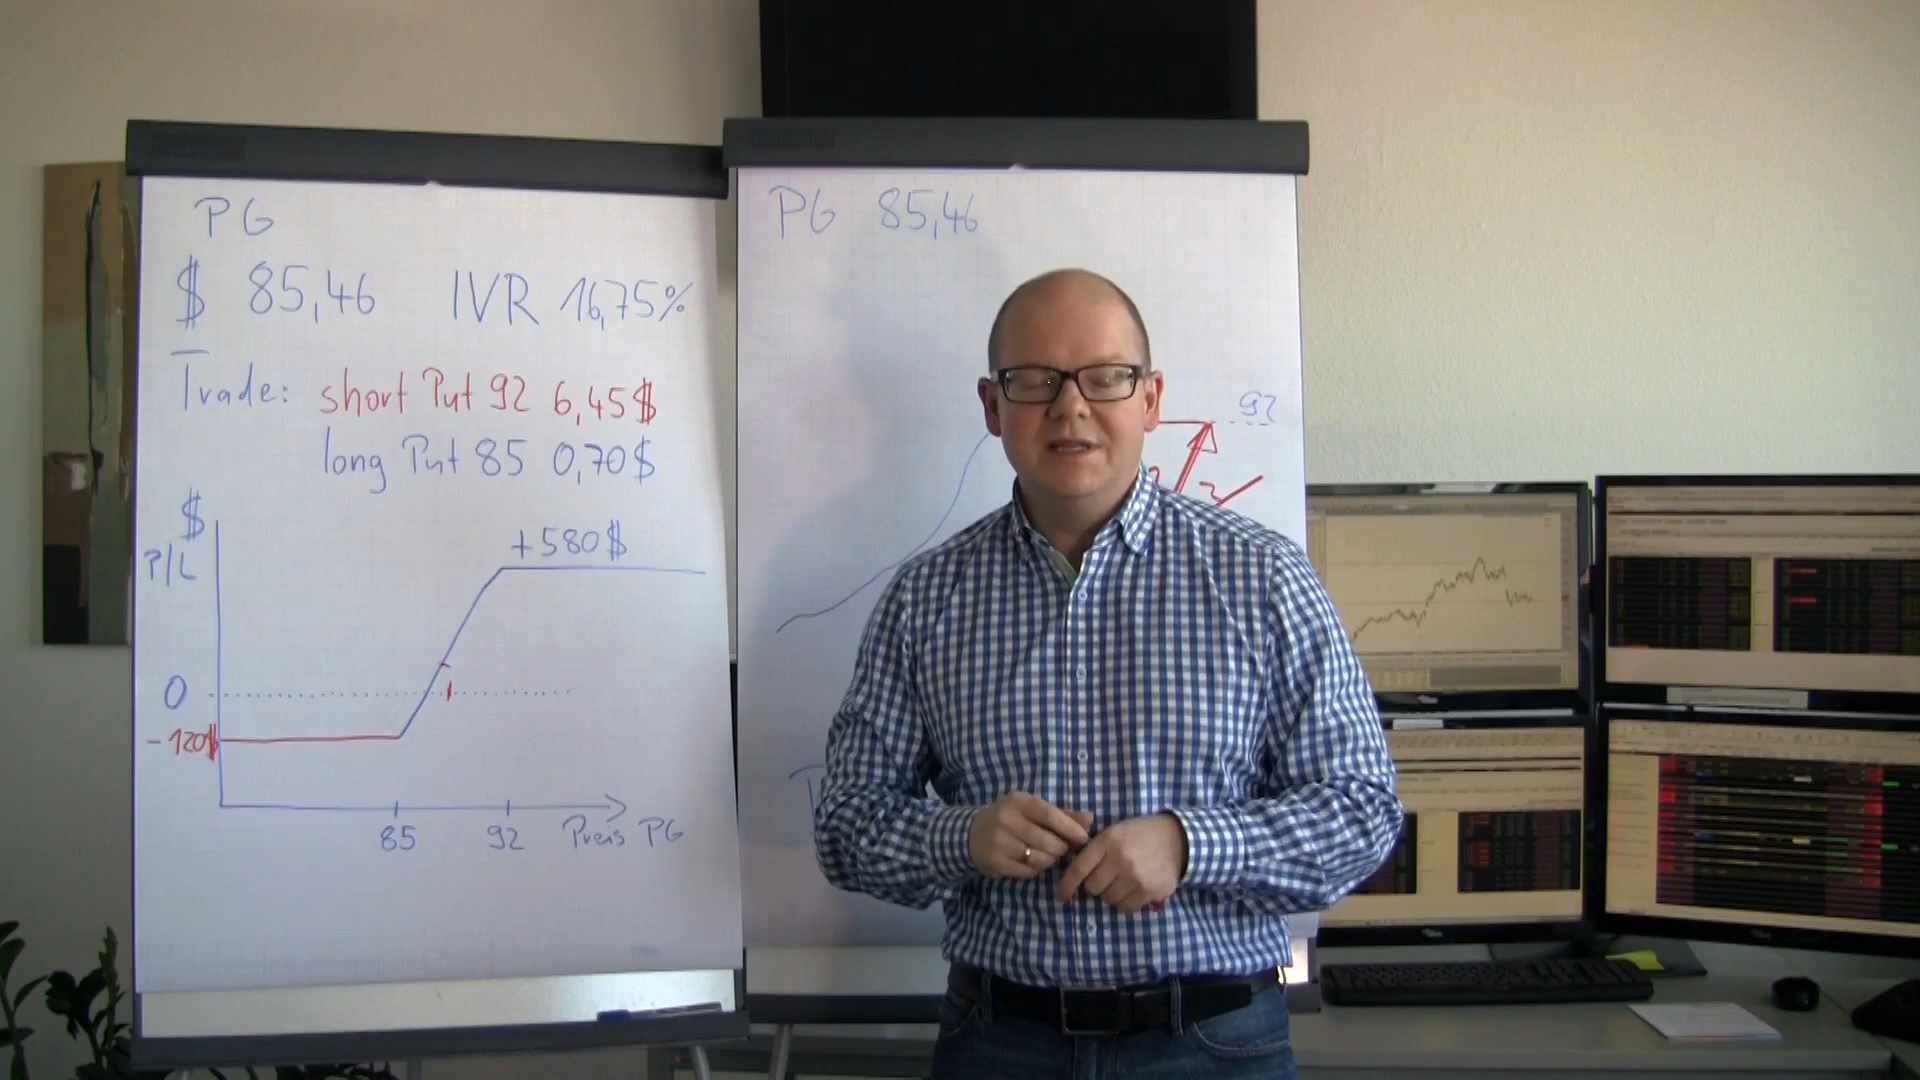 PG
$ 85,46 IVR 16,75%
Trade: short Put 92 6,45$
long Put 85 0,70$
$
P/L
+580$
0
-120$
85 92 Preis PG
PG 85,46
92